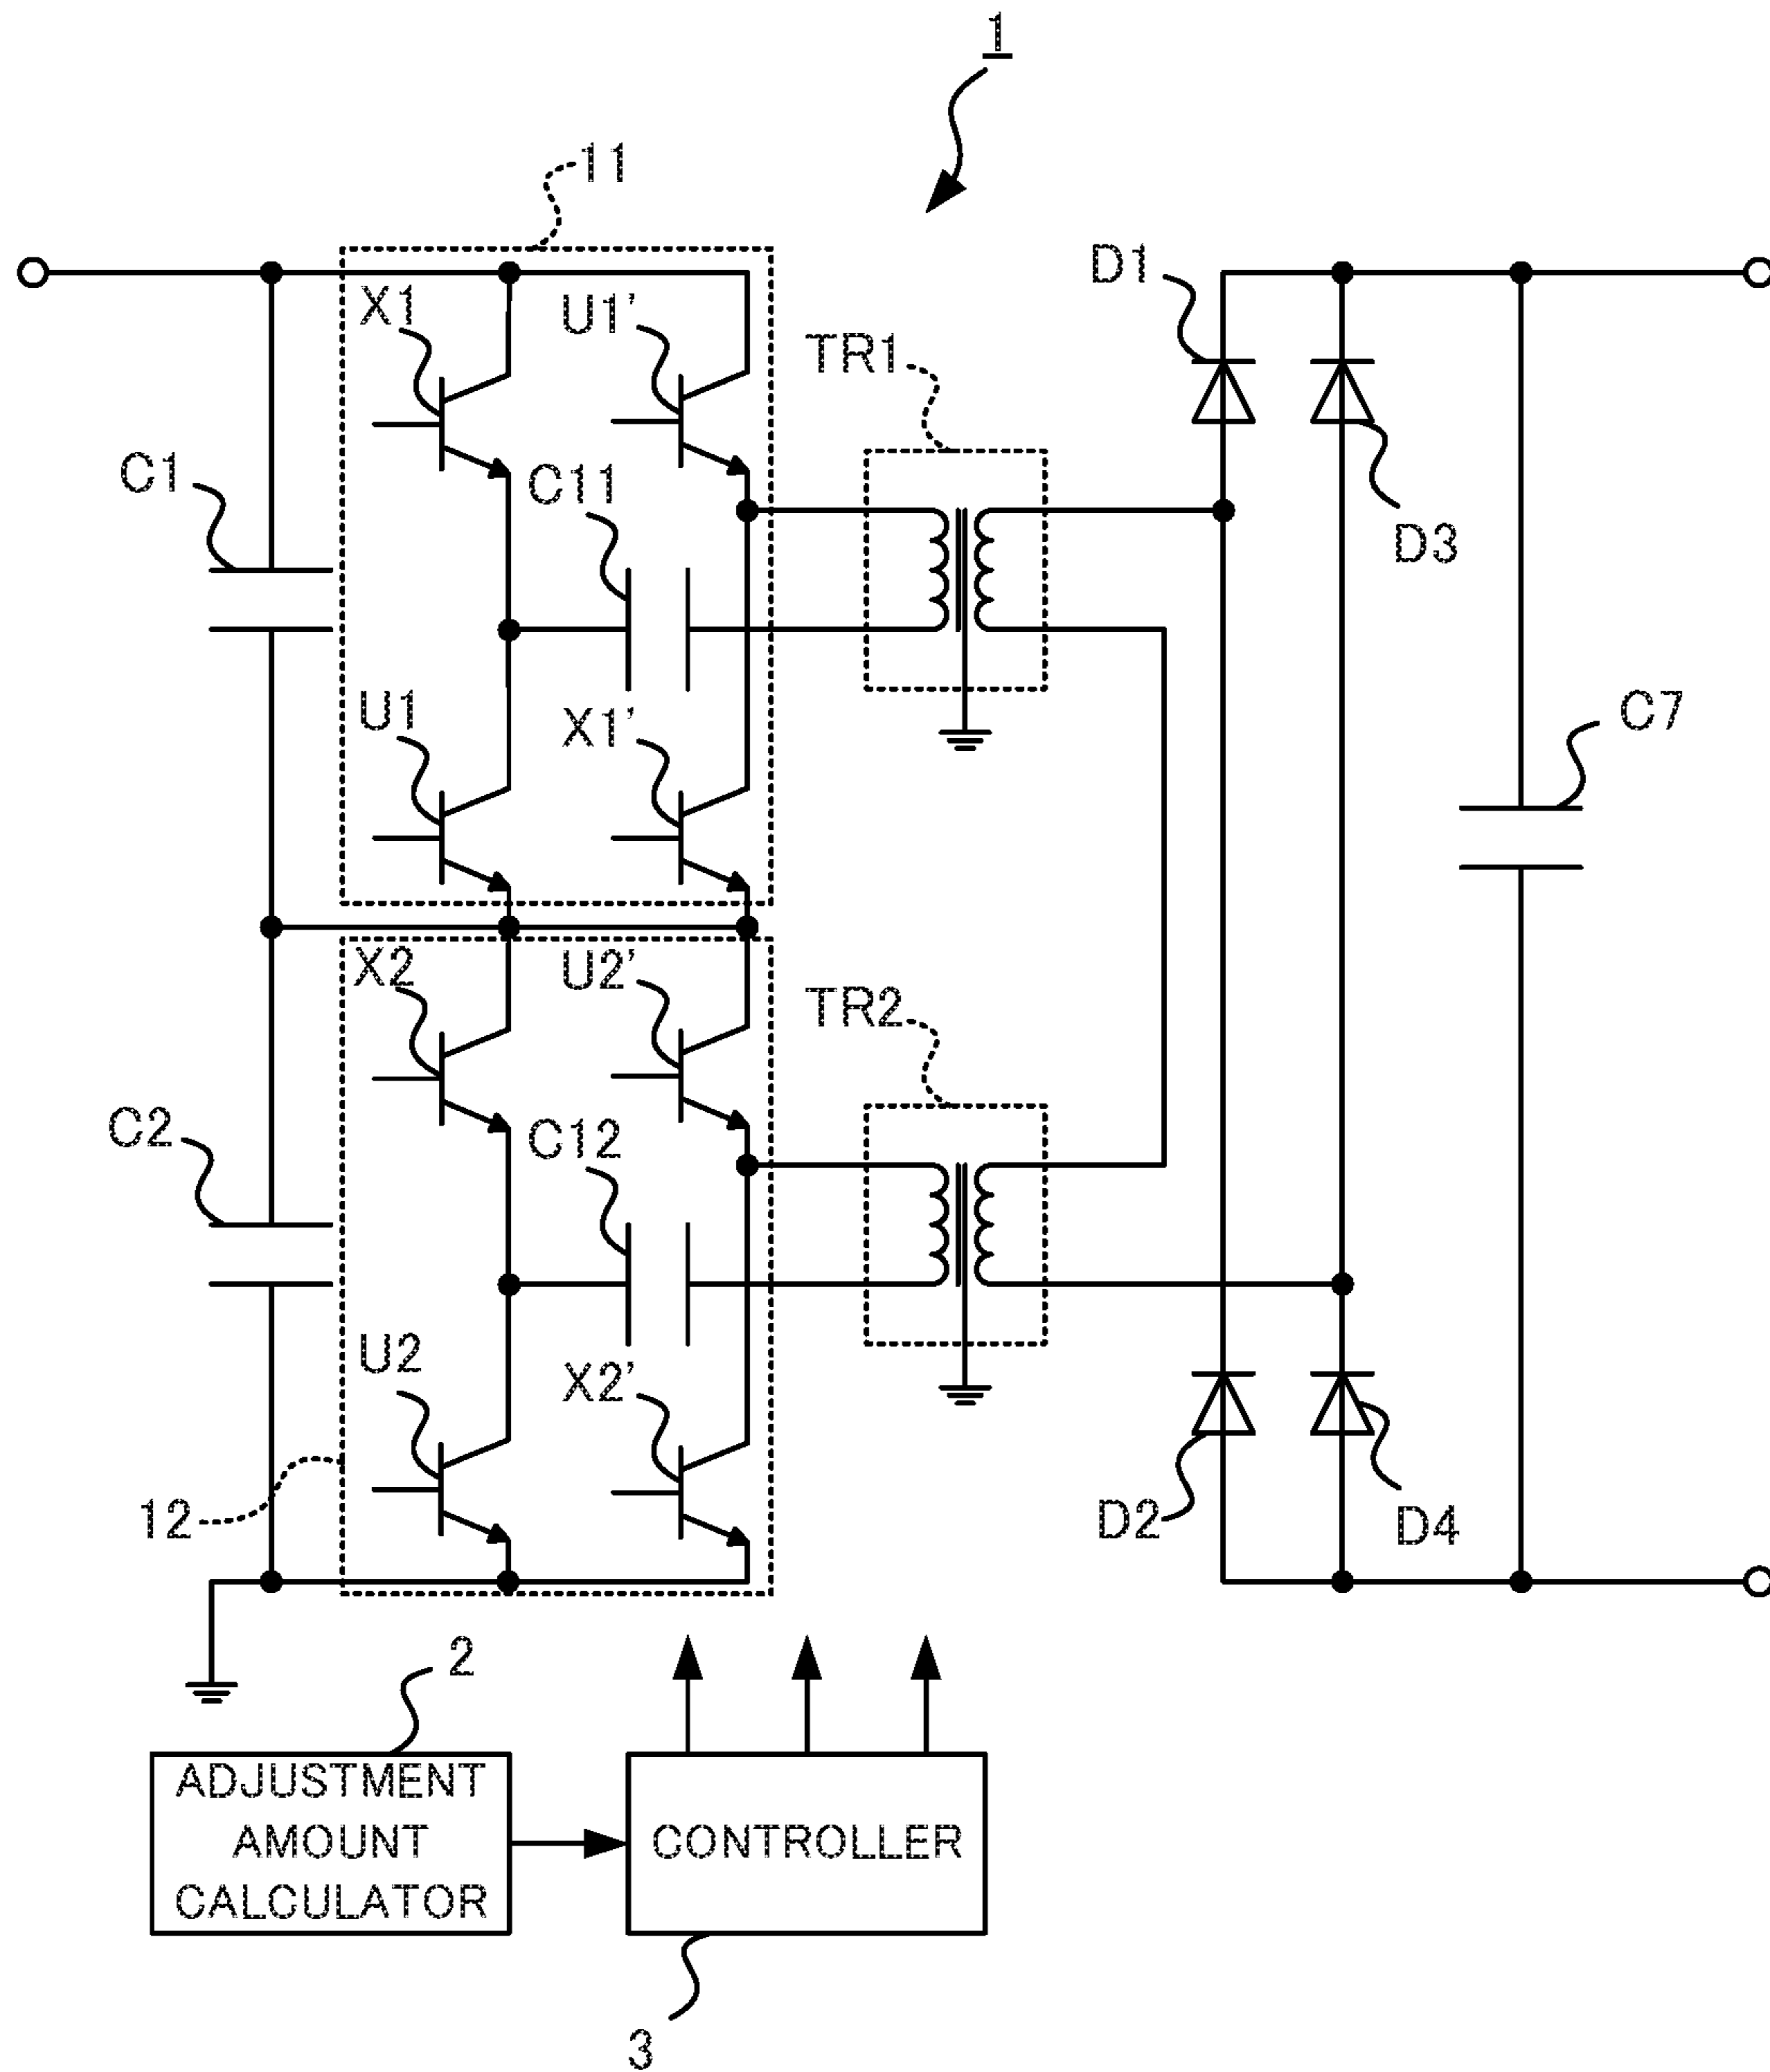 1
11
X1
U1'
D1
TR1
C1
C11
D3
U1
X1'
C7
X2
U2'
TR2
C2
C12
U2
X2'
12
D2
D4
2
ADJUSTMENT
AMOUNT
CALCULATOR
CONTROLLER
3